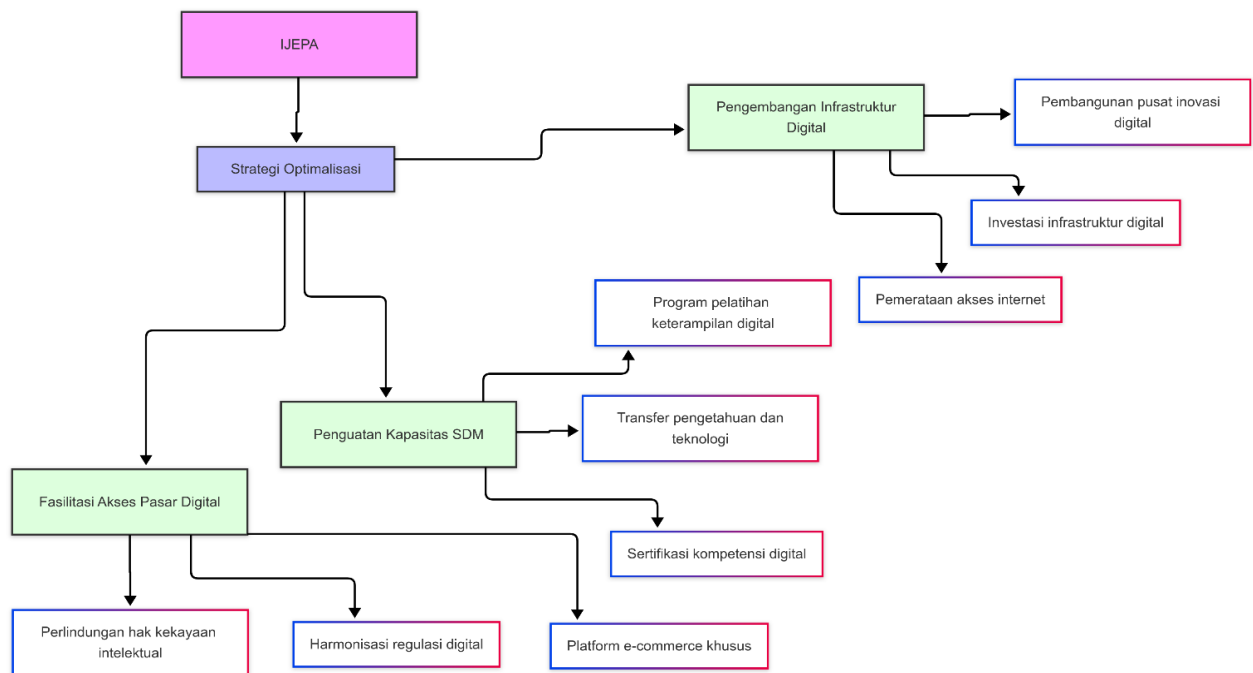 IJEPA
Strategi Optimalisasi
Pengembangan Infrastruktur
Digital
Pembangunan pusat inovasi
digital
Investasi infrastruktur digital
Pemerataan akses internet
Program pelatihan
keterampilan digital
Penguatan Kapasitas SDM
Transfer pengetahuan dan
teknologi
Sertifikasi kompetensi digital
Fasilitasi Akses Pasar Digital
Perlindungan hak kekayaan
intelektual
Harmonisasi regulasi digital
Platform e-commerce khusus